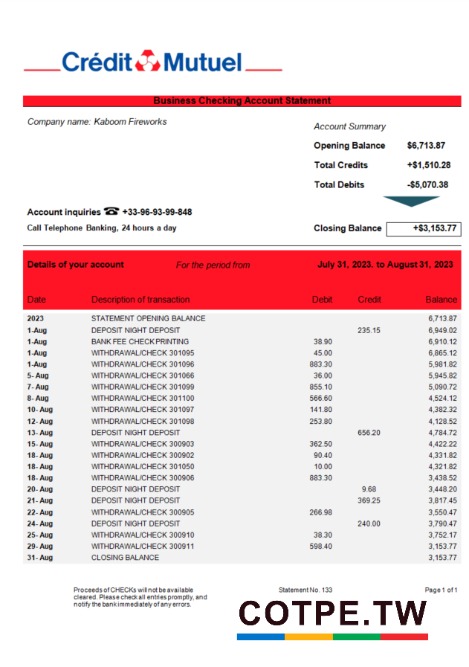 Crédit Mutuel
Business Checking Account Statement
Company name: Kaboom Fireworks
Account Summary
Opening Balance $6,713.87
Total Credits +$1,510.28
Total Debits -$5,070.38
Account inquiries ☎ +33-96-93-99-848
Call Telephone Banking, 24 hours a day
Closing Balance +$3,153.77
Details of your account For the period from July 31, 2023. to August 31, 2023
Date Description of transaction Debit Credit Balance
2023 STATEMENT OPENING BALANCE 6,713.87
1-Aug DEPOSIT NIGHT DEPOSIT 235.15 6,949.02
1-Aug BANK FEE CHECK PRINTING 38.90 6,910.12
1-Aug WITHDRAWAL/CHECK 301095 45.00 6,865.12
1-Aug WITHDRAWAL/CHECK 301096 883.30 5,981.82
5- Aug WITHDRAWAL/CHECK 301066 36.00 5,945.82
7- Aug WITHDRAWAL/CHECK 301099 855.10 5,090.72
8- Aug WITHDRAWAL/CHECK 301100 566.60 4,524.12
10- Aug WITHDRAWAL/CHECK 301097 141.80 4,382.32
12- Aug WITHDRAWAL/CHECK 301098 253.80 4,128.52
13- Aug DEPOSIT NIGHT DEPOSIT 656.20 4,784.72
15- Aug WITHDRAWAL/CHECK 300903 362.50 4,422.22
18- Aug WITHDRAWAL/CHECK 300902 90.40 4,331.82
18- Aug WITHDRAWAL/CHECK 301050 10.00 4,321.82
18- Aug WITHDRAWAL/CHECK 300906 883.30 3,438.52
20- Aug DEPOSIT NIGHT DEPOSIT 9.68 3,448.20
21- Aug DEPOSIT NIGHT DEPOSIT 369.25 3,817.45
22- Aug WITHDRAWAL/CHECK 300905 266.98 3,550.47
24- Aug DEPOSIT NIGHT DEPOSIT 240.00 3,790.47
25- Aug WITHDRAWAL/CHECK 300910 38.30 3,752.17
29- Aug WITHDRAWAL/CHECK 300911 598.40 3,153.77
31- Aug CLOSING BALANCE 3,153.77
Proceeds of CHECKs will not be available
cleared. Please check all entries promptly, and
notify the bank immediately of any errors.
Statement No. 133
Page 1 of 1
COTPE.TW